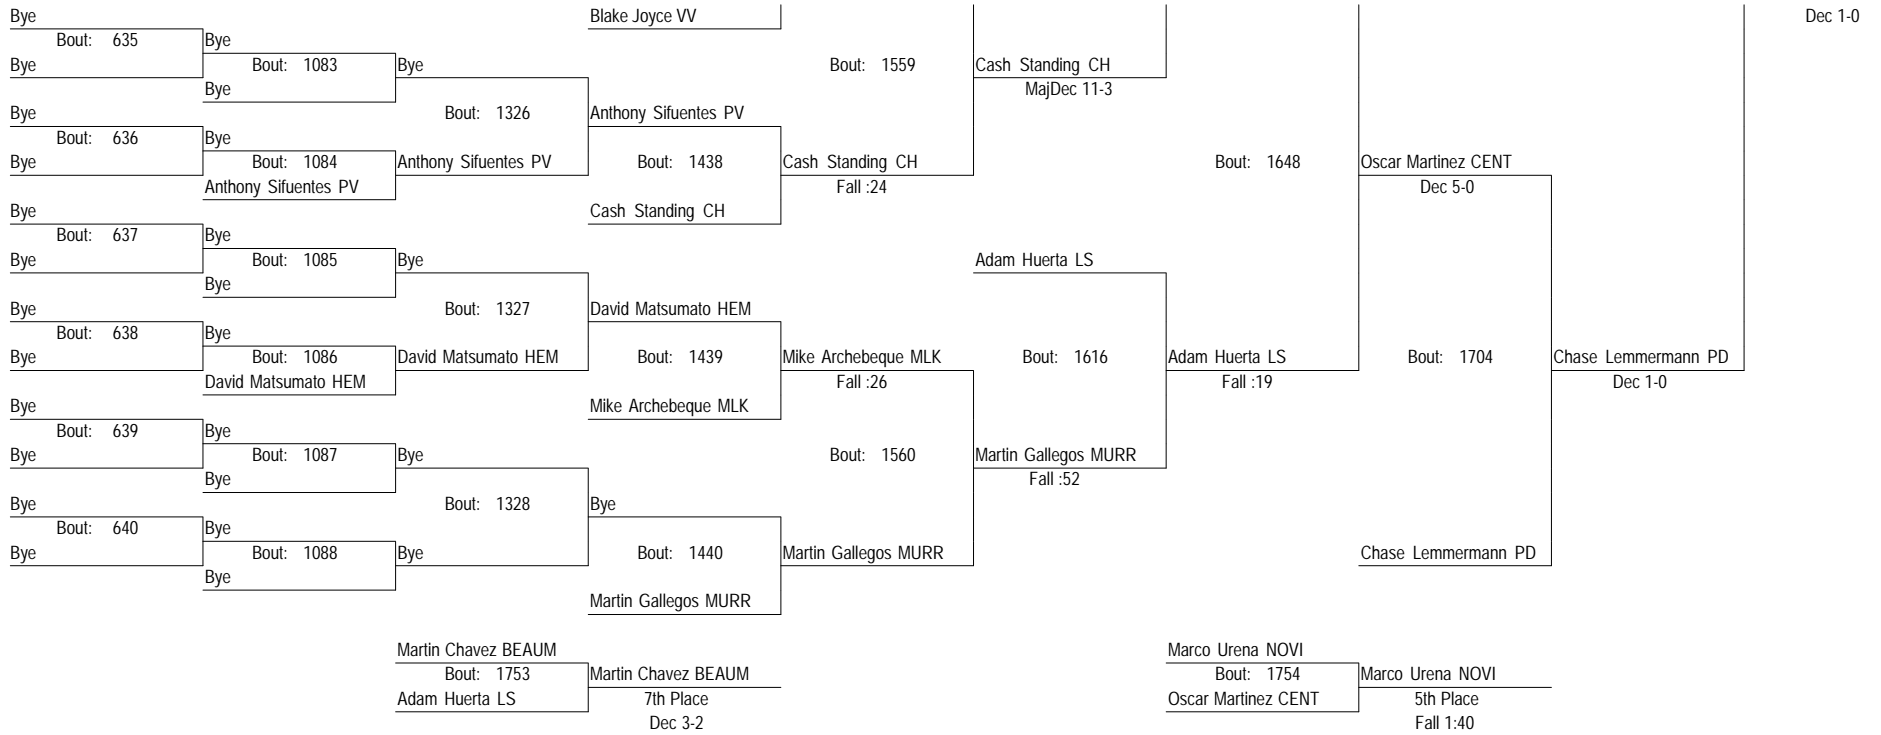 Bye Blake Joyce VV Dec 1-0
Bout: 635 Bye
Bye Bout: 1083 Bye Bout: 1559 Cash Standing CH
Bye MajDec 11-3
Bye Bout: 1326 Anthony Sifuentes PV
Bout: 636 Bye
Bye Bout: 1084 Anthony Sifuentes PV Bout: 1438 Cash Standing CH Bout: 1648 Oscar Martinez CENT
Anthony Sifuentes PV Fall :24 Dec 5-0
Bye Cash Standing CH
Bout: 637 Bye
Bye Bout: 1085 Bye Adam Huerta LS
Bye
Bye Bout: 1327 David Matsumato HEM
Bout: 638 Bye
Bye Bout: 1086 David Matsumato HEM Bout: 1439 Mike Archebeque MLK Bout: 1616 Adam Huerta LS Bout: 1704 Chase Lemmermann PD
David Matsumato HEM Fall :26 Fall :19 Dec 1-0
Bye Mike Archebeque MLK
Bout: 639 Bye
Bye Bout: 1087 Bye Bout: 1560 Martin Gallegos MURR
Bye Fall :52
Bye Bout: 1328 Bye
Bout: 640 Bye
Bye Bout: 1088 Bye Bout: 1440 Martin Gallegos MURR Chase Lemmermann PD
Bye
Martin Gallegos MURR
Martin Chavez BEAUM Marco Urena NOVI
Bout: 1753 Martin Chavez BEAUM Bout: 1754 Marco Urena NOVI
Adam Huerta LS 7th Place Oscar Martinez CENT 5th Place
Dec 3-2 Fall 1:40